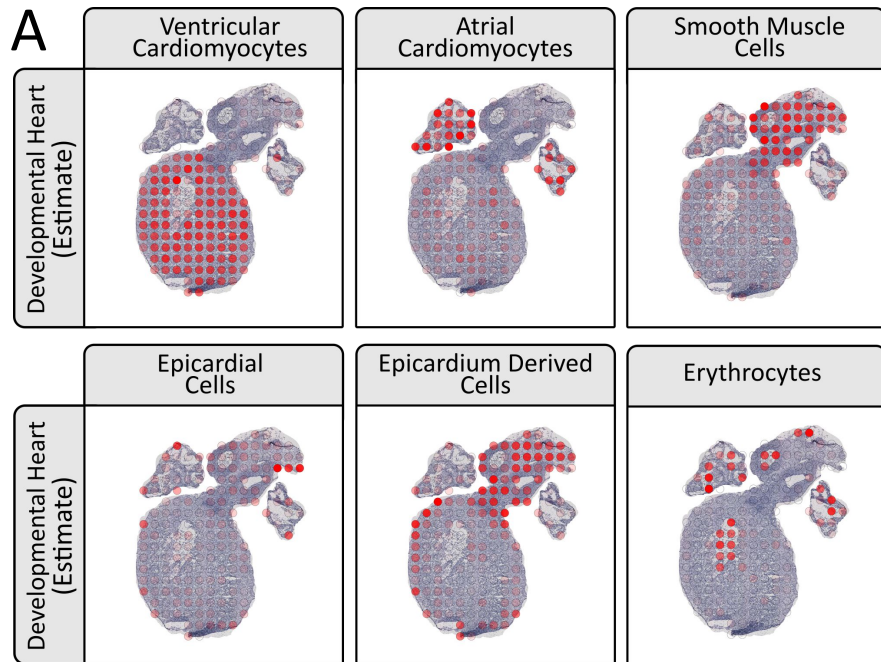 A
Ventricular
Cardiomyocytes
Atrial
Cardiomyocytes
Smooth Muscle
Cells
Developmental Heart
(Estimate)
Epicardial
Cells
Epicardium Derived
Cells
Erythrocytes
Developmental Heart
(Estimate)